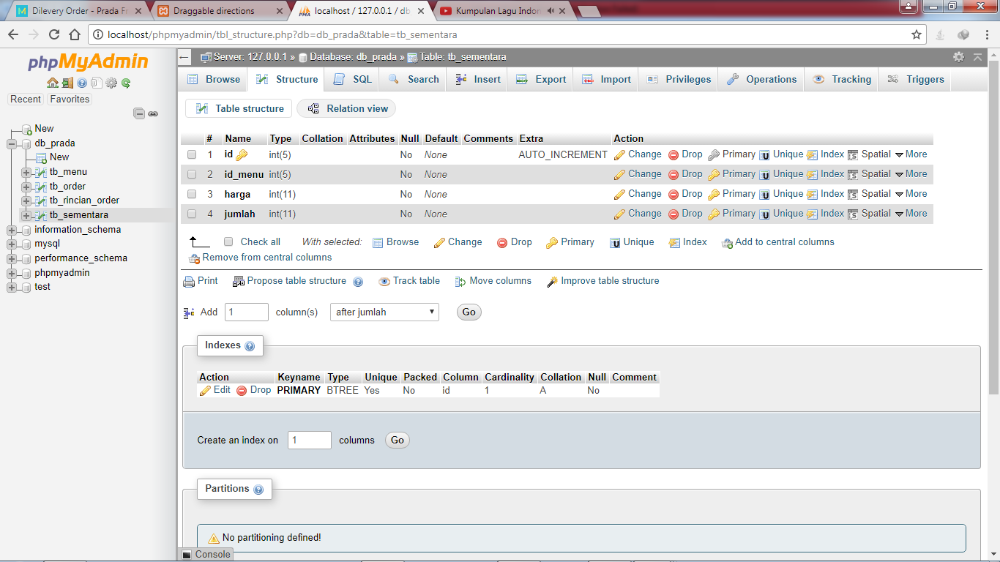 Dilevery Order - Prada Fr
Draggable directions
localhost / 127.0.0.1 / db
Kumpulan Lagu Indon
localhost/phpmyadmin/tbl_structure.php?db=db_prada&table=tb_sementara
phpMyAdmin
Recent Favorites
New
db_prada
New
tb_menu
tb_order
tb_rincian_order
tb_sementara
information_schema
mysql
performance_schema
phpmyadmin
test
Server: 127.0.0.1 » Database: db_prada » Table: tb_sementara
Browse Structure SQL Search Insert Export Import Privileges Operations Tracking Triggers
Table structure Relation view
# Name Type Collation Attributes Null Default Comments Extra Action
1 id int(5) No None AUTO_INCREMENT Change Drop Primary Unique Index Spatial More
2 id_menu int(5) No None Change Drop Primary Unique Index Spatial More
3 harga int(11) No None Change Drop Primary Unique Index Spatial More
4 jumlah int(11) No None Change Drop Primary Unique Index Spatial More
Check all With selected: Browse Change Drop Primary Unique Index Add to central columns
Remove from central columns
Print Propose table structure Track table Move columns Improve table structure
Add 1 column(s) after jumlah Go
Indexes
Action Keyname Type Unique Packed Column Cardinality Collation Null Comment
Edit Drop PRIMARY BTREE Yes No id 1 A No
Create an index on 1 columns Go
Partitions
No partitioning defined!
Console